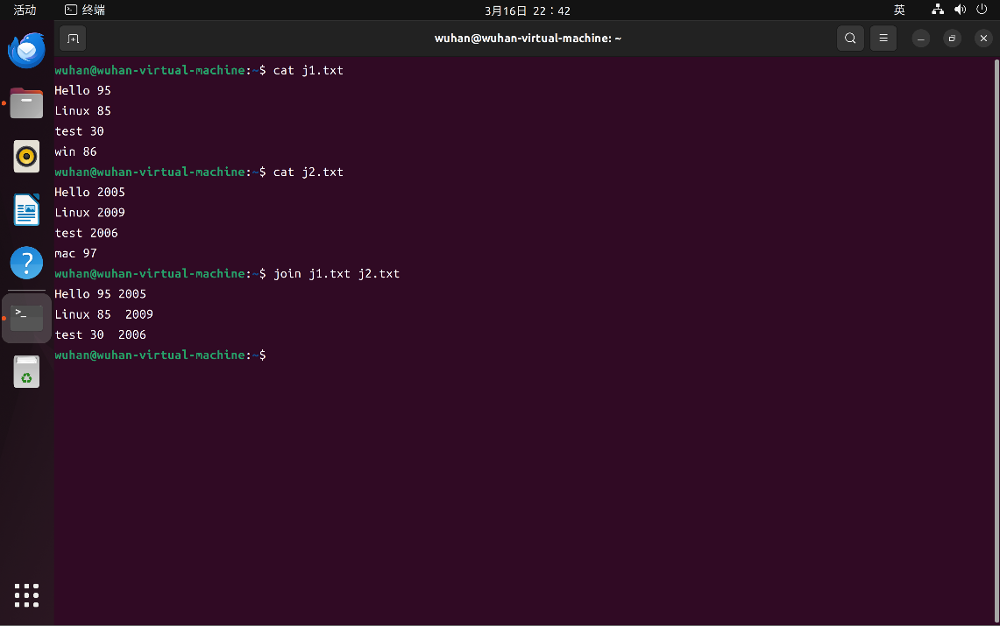 活动 终端 3月16日 22：42 英
wuhan@wuhan-virtual-machine: ~
wuhan@wuhan-virtual-machine:~$ cat j1.txt
Hello 95
Linux 85
test 30
win 86
wuhan@wuhan-virtual-machine:~$ cat j2.txt
Hello 2005
Linux 2009
test 2006
mac 97
wuhan@wuhan-virtual-machine:~$ join j1.txt j2.txt
Hello 95 2005
Linux 85  2009
test 30  2006
wuhan@wuhan-virtual-machine:~$